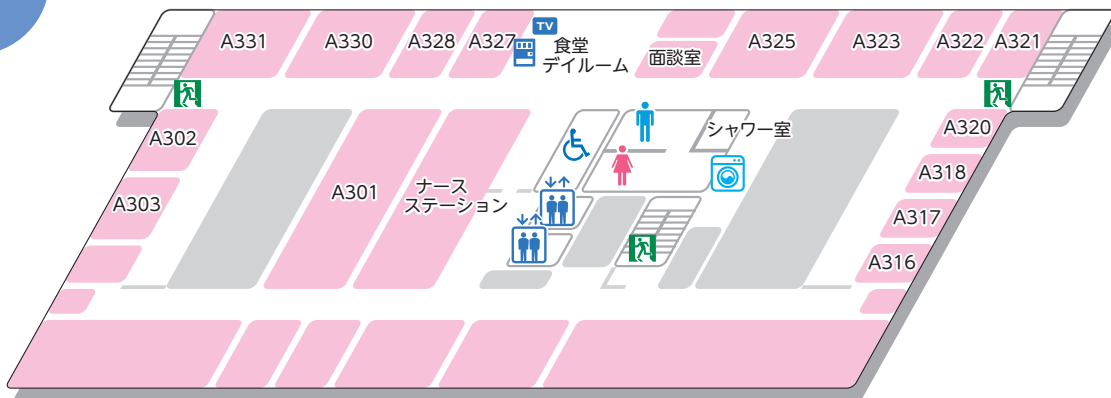 A331
A330
A328
A327
TV
食堂
デイルーム
面談室
A325
A323
A322
A321
A302
シャワー室
A320
A303
A301
ナース
ステーション
A318
A317
A316